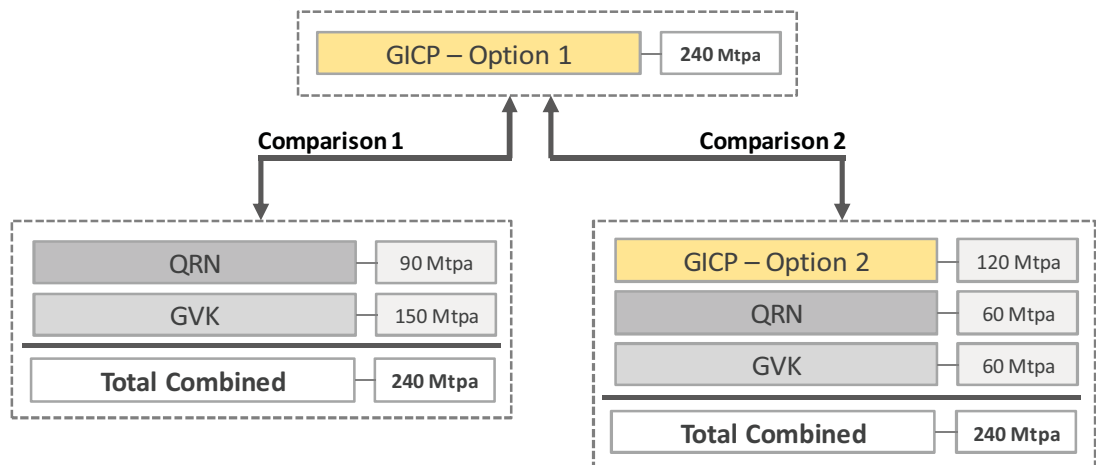 GICP – Option 1
240 Mtpa
Comparison 1
Comparison 2
QRN
90 Mtpa
GVK
150 Mtpa
Total Combined
240 Mtpa
GICP – Option 2
120 Mtpa
QRN
60 Mtpa
GVK
60 Mtpa
Total Combined
240 Mtpa